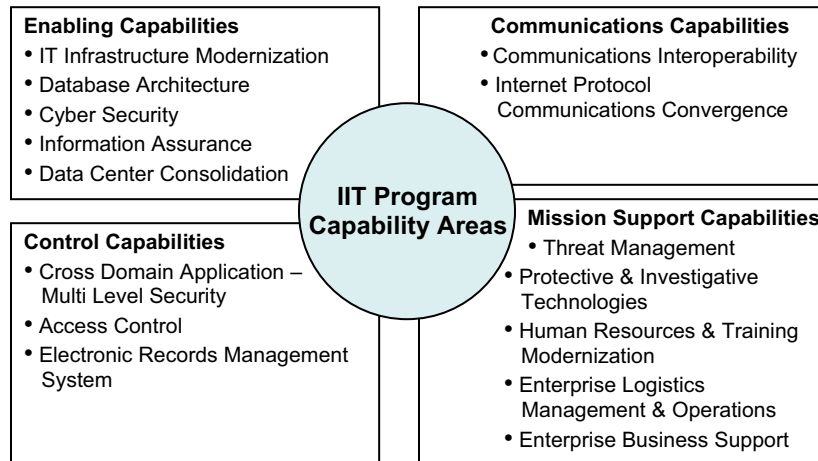 Enabling Capabilities
• IT Infrastructure Modernization
• Database Architecture
• Cyber Security
• Information Assurance
• Data Center Consolidation
Communications Capabilities
• Communications Interoperability
• Internet Protocol
Communications Convergence
IIT Program
Capability Areas
Control Capabilities
• Cross Domain Application –
Multi Level Security
• Access Control
• Electronic Records Management
System
Mission Support Capabilities
• Threat Management
• Protective & Investigative
Technologies
• Human Resources & Training
Modernization
• Enterprise Logistics
Management & Operations
• Enterprise Business Support